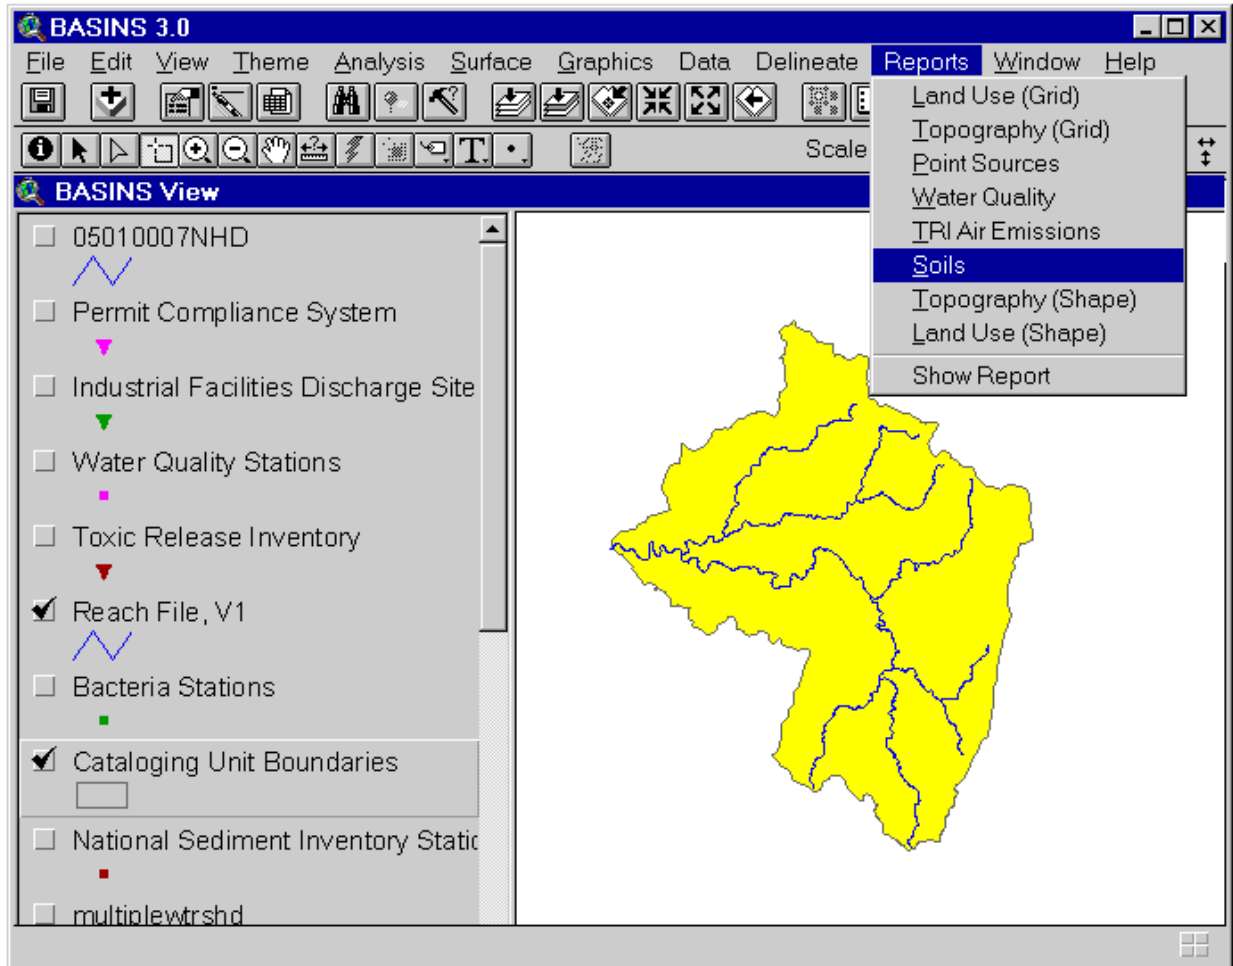 BASINS 3.0
File Edit View Theme Analysis Surface Graphics Data Delineate Reports Window Help
Land Use (Grid)
Topography (Grid)
Point Sources
Water Quality
TRI Air Emissions
Soils
Topography (Shape)
Land Use (Shape)
Show Report
Scale
BASINS View
05010007NHD
Permit Compliance System
Industrial Facilities Discharge Site
Water Quality Stations
Toxic Release Inventory
Reach File, V1
Bacteria Stations
Cataloging Unit Boundaries
National Sediment Inventory Static
multiplewtrshd